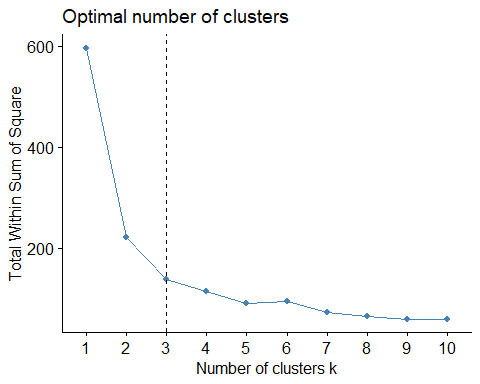 Optimal number of clusters
Total Within Sum of Square
600
400
200
1 2 3 4 5 6 7 8 9 10
Number of clusters k